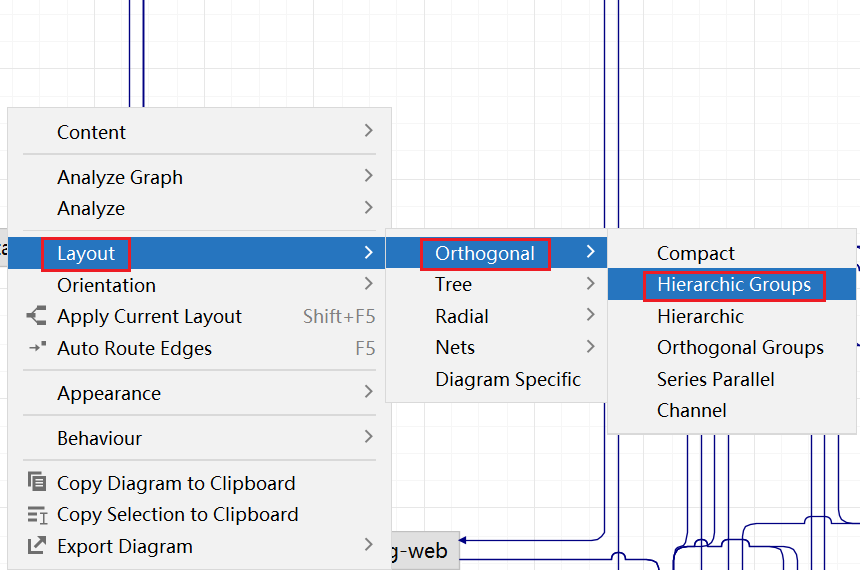 Content
Analyze Graph
Analyze
Layout
Orientation
Apply Current Layout Shift+F5
Auto Route Edges F5
Appearance
Behaviour
Copy Diagram to Clipboard
Copy Selection to Clipboard
Export Diagram
Orthogonal
Tree
Radial
Nets
Diagram Specific
Compact
Hierarchic Groups
Hierarchic
Orthogonal Groups
Series Parallel
Channel
g-web